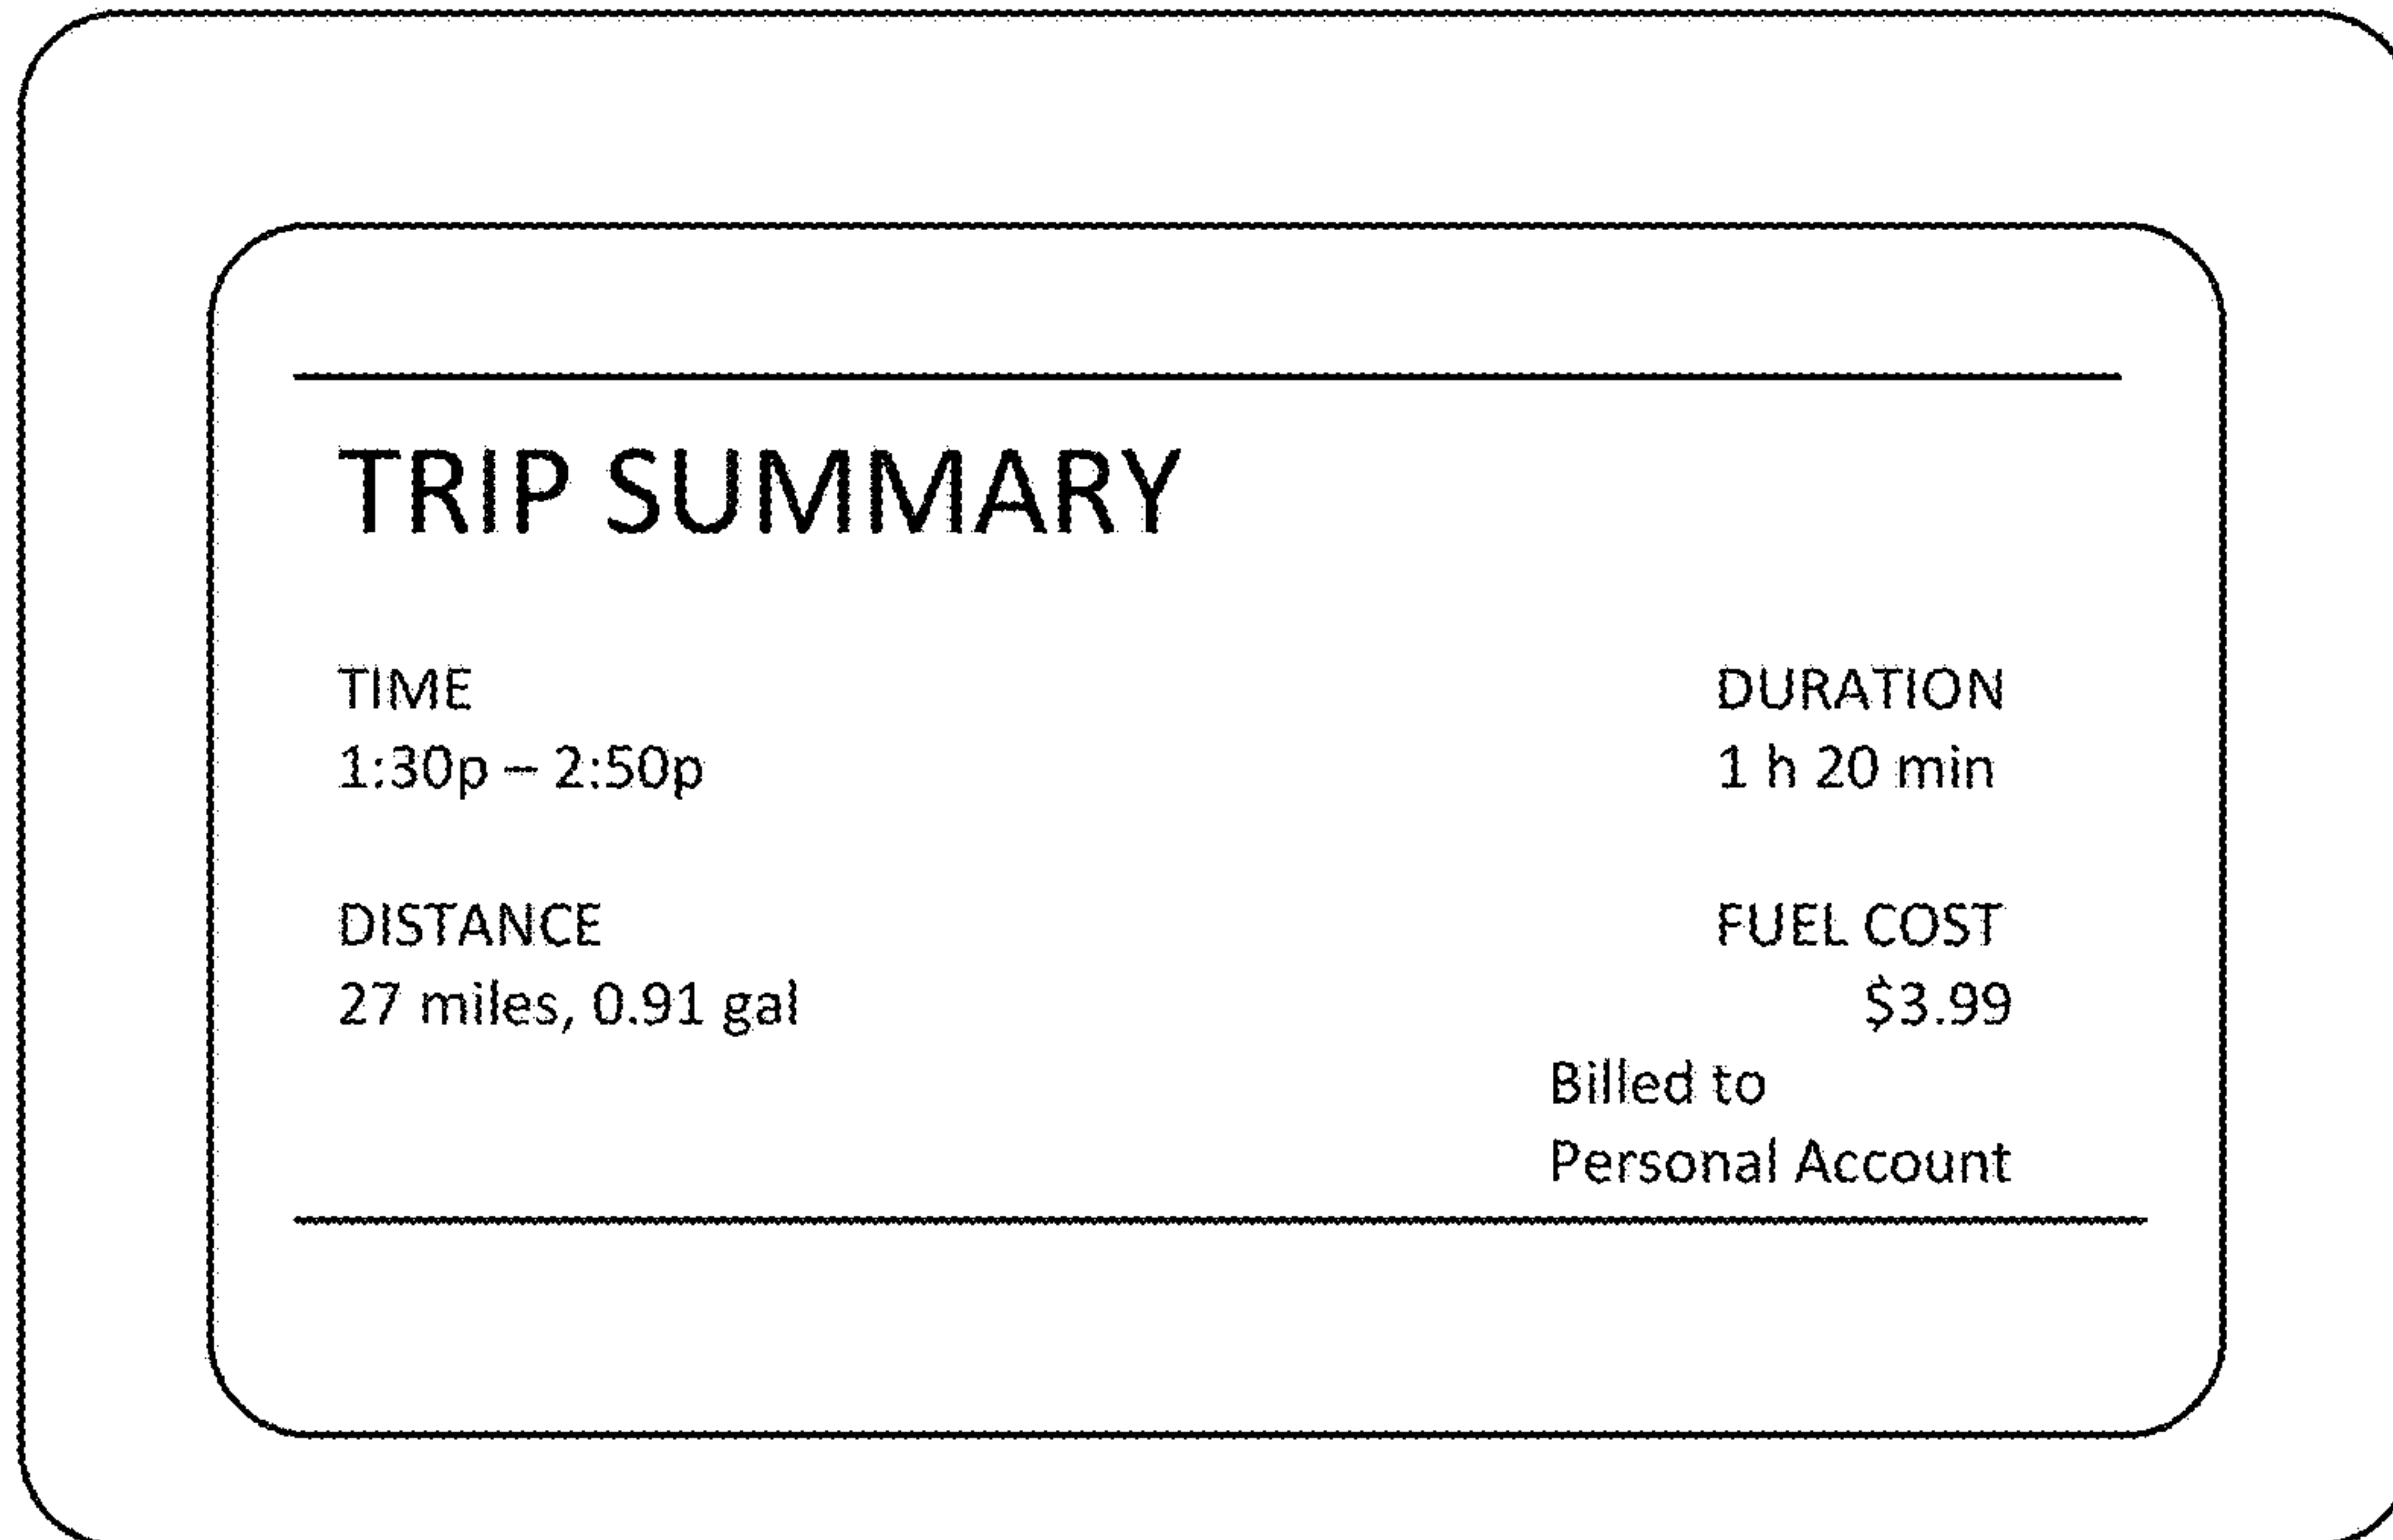 TRIP SUMMARY
TIME
1:30p – 2:50p
DURATION
1 h 20 min
DISTANCE
27 miles, 0.91 gal
FUEL COST
$3.99
Billed to
Personal Account